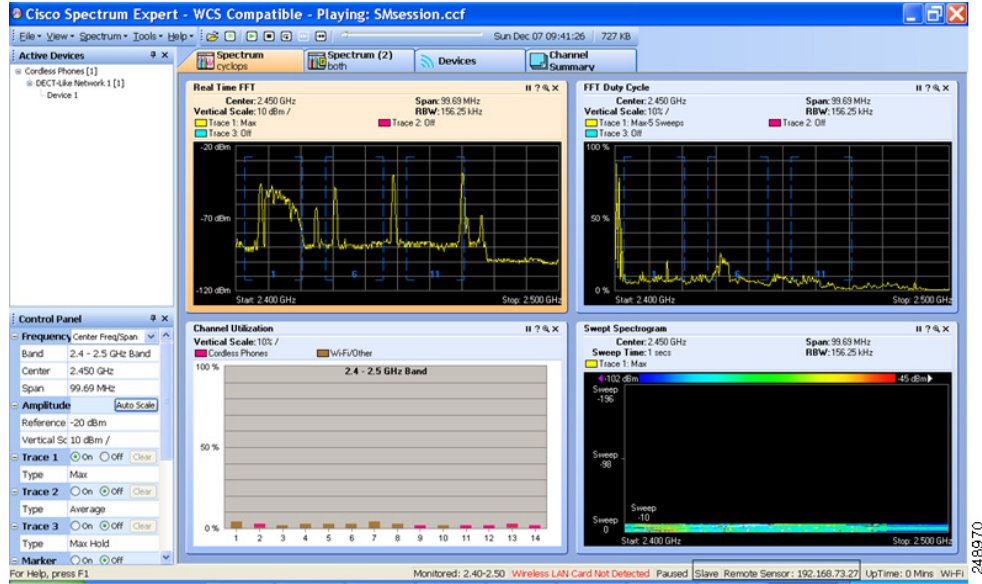 Cisco Spectrum Expert - WCS Compatible - Playing: SMsession.ccf
File View Spectrum Tools Help Sun Dec 07 09:41:26 727 KB
Active Devices
Cordless Phones [1]
DECT-Like Network 1 [1]
Device 1
Spectrum cyclops
Spectrum (2) both
Devices
Channel Summary
Real Time FFT
Center: 2.450 GHz Span: 99.69 MHz
Vertical Scale: 10 dBm / RBW: 156.25 kHz
Trace 1: Max Trace 2: Off
Trace 3: Off
-20 dBm
-70 dBm
-120 dBm
1 6 11
Start: 2.400 GHz Stop: 2.500 GHz
FFT Duty Cycle
Center: 2.450 GHz Span: 99.69 MHz
Vertical Scale: 10% / RBW: 156.25 kHz
Trace 1: Max-5 Sweeps Trace 2: Off
Trace 3: Off
100 %
50 %
0 %
1 6 11
Start: 2.400 GHz Stop: 2.500 GHz
Control Panel
Frequency Center Freq/Span
Band 2.4 - 2.5 GHz Band
Center 2.450 GHz
Span 99.69 MHz
Amplitude Auto Scale
Reference -20 dBm
Vertical Sc 10 dBm /
Trace 1 On Off Clear
Type Max
Trace 2 On Off Clear
Type Average
Trace 3 On Off Clear
Type Max Hold
Marker On Off
Channel Utilization
Vertical Scale: 10% /
Cordless Phones Wi-Fi/Other
2.4 - 2.5 GHz Band
100 %
50 %
0 %
1 2 3 4 5 6 7 8 9 10 11 12 13 14
Swept Spectrogram
Center: 2.450 GHz Span: 99.69 MHz
Sweep Time: 1 secs RBW: 156.25 kHz
Trace 1: Max
-102 dBm -45 dBm
Sweep -196
Sweep -98
Sweep -10
Sweep 0
Start: 2.400 GHz Stop: 2.500 GHz
For Help, press F1 Monitored: 2.40-2.50 Wireless LAN Card Not Detected Paused Slave Remote Sensor: 192.168.73.27 UpTime: 0 Mins Wi-Fi
248970